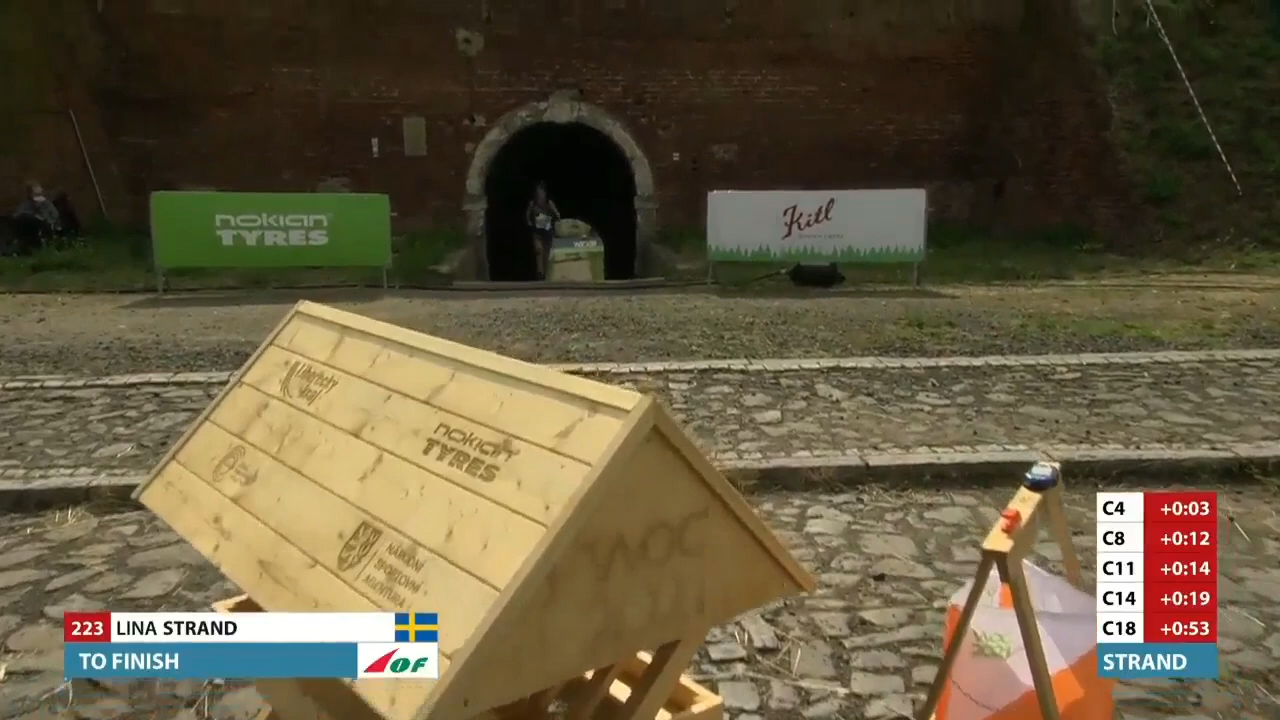 nokian
TYRES
Kitl
nokian
TYRES
NÁRODNÍ
SPORTOVNÍ
AGENTURA
C4 +0:03
C8 +0:12
C11 +0:14
C14 +0:19
C18 +0:53
STRAND
223 LINA STRAND
TO FINISH
IOF